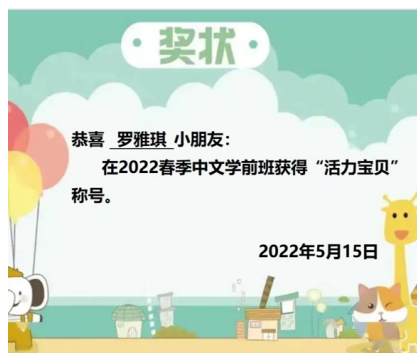 奖状
恭喜 罗雅琪 小朋友：
在2022春季中文学前班获得“活力宝贝”
称号。
2022年5月15日